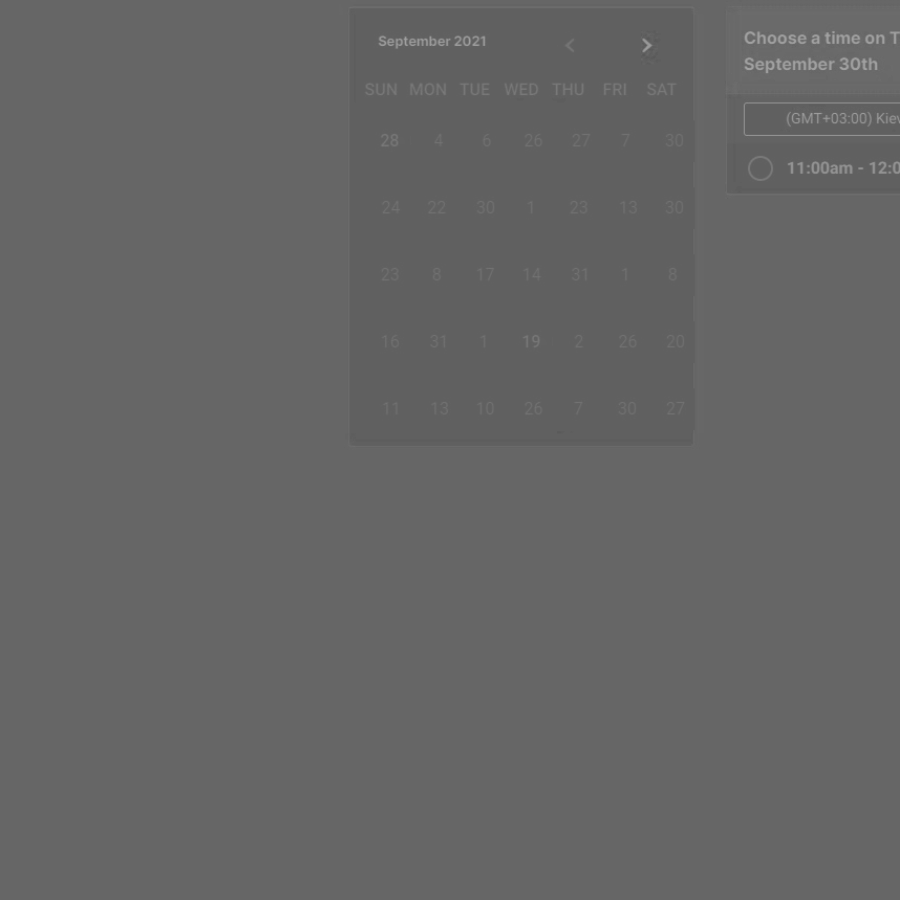 September 2021
SUN MON TUE WED THU FRI SAT
28 4 6 26 27 7 30
24 22 30 1 23 13 30
23 8 17 14 31 1 8
16 31 1 19 2 26 20
11 13 10 26 7 30 27
Choose a time on T
September 30th
(GMT+03:00) Kiev
11:00am - 12:0